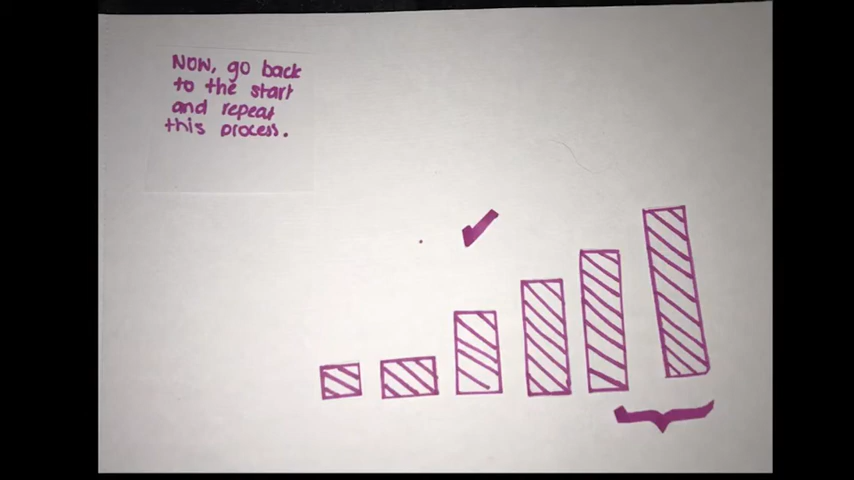 NOW, go back
to the start
and repeat
this process.